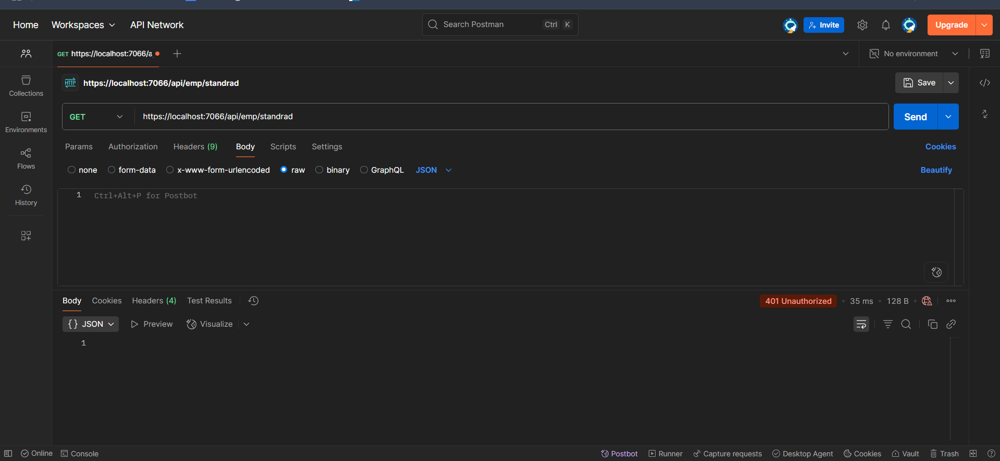 Home Workspaces API Network Search Postman Ctrl K Invite Upgrade
GET https://localhost:7066/a No environment
HTTP https://localhost:7066/api/emp/standrad Save
Collections
GET https://localhost:7066/api/emp/standrad Send
Environments
Params Authorization Headers (9) Body Scripts Settings Cookies
Flows
none form-data x-www-form-urlencoded raw binary GraphQL JSON Beautify
1 Ctrl+Alt+P for Postbot
History
Body Cookies Headers (4) Test Results 401 Unauthorized • 35 ms • 128 B •
{} JSON Preview Visualize
1
Online Console Postbot Runner Capture requests Desktop Agent Cookies Vault Trash